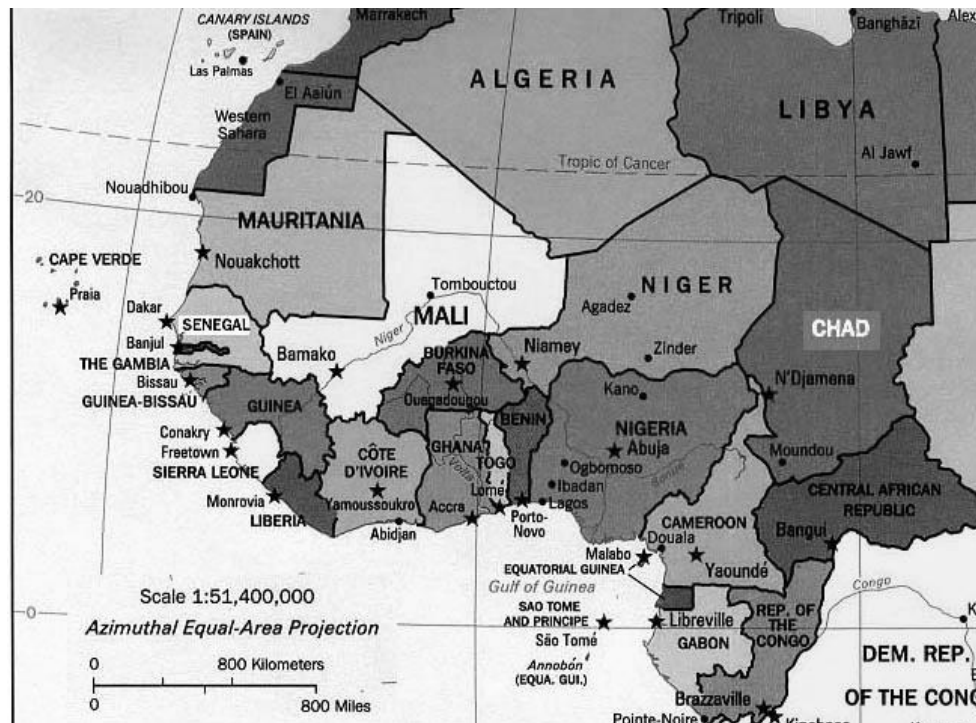 CANARY ISLANDS
(SPAIN)
Las Palmas
Marrakech
Tripoli
Banghāzī
Alex
ALGERIA
LIBYA
El Aaiún
Western
Sahara
Al Jawf
Tropic of Cancer
Nouadhibou
20
MAURITANIA
Nouakchott
CAPE VERDE
Praia
Tombouctou
NIGER
Agadez
Dakar
SENEGAL
MALI
CHAD
Niger
Banjul
THE GAMBIA
Bamako
BURKINA
FASO
Niamey
Zinder
Bissau
GUINEA-BISSAU
GUINEA
Ouagadougou
Kano
N'Djamena
BENIN
NIGERIA
Abuja
Conakry
Freetown
SIERRA LEONE
CÔTE
D'IVOIRE
GHANA
TOGO
Volta
Ogbomoso
Benue
Moundou
Ibadan
Monrovia
LIBERIA
Yamoussoukro
Accra
Lomé
Lagos
CENTRAL AFRICAN
REPUBLIC
Abidjan
Porto-
Novo
CAMEROON
Douala
Bangui
Malabo
EQUATORIAL GUINEA
Yaoundé
Gulf of Guinea
Congo
Scale 1:51,400,000
0
SAO TOME
AND PRINCIPE
Libreville
REP. OF
THE
CONGO
K
Azimuthal Equal-Area Projection
São Tomé
GABON
DEM. REP.
0 800 Kilometers
Annobón
(EQUA. GUI.)
0 800 Miles
Brazzaville
OF THE CONG
Pointe-Noire
Kinshasa